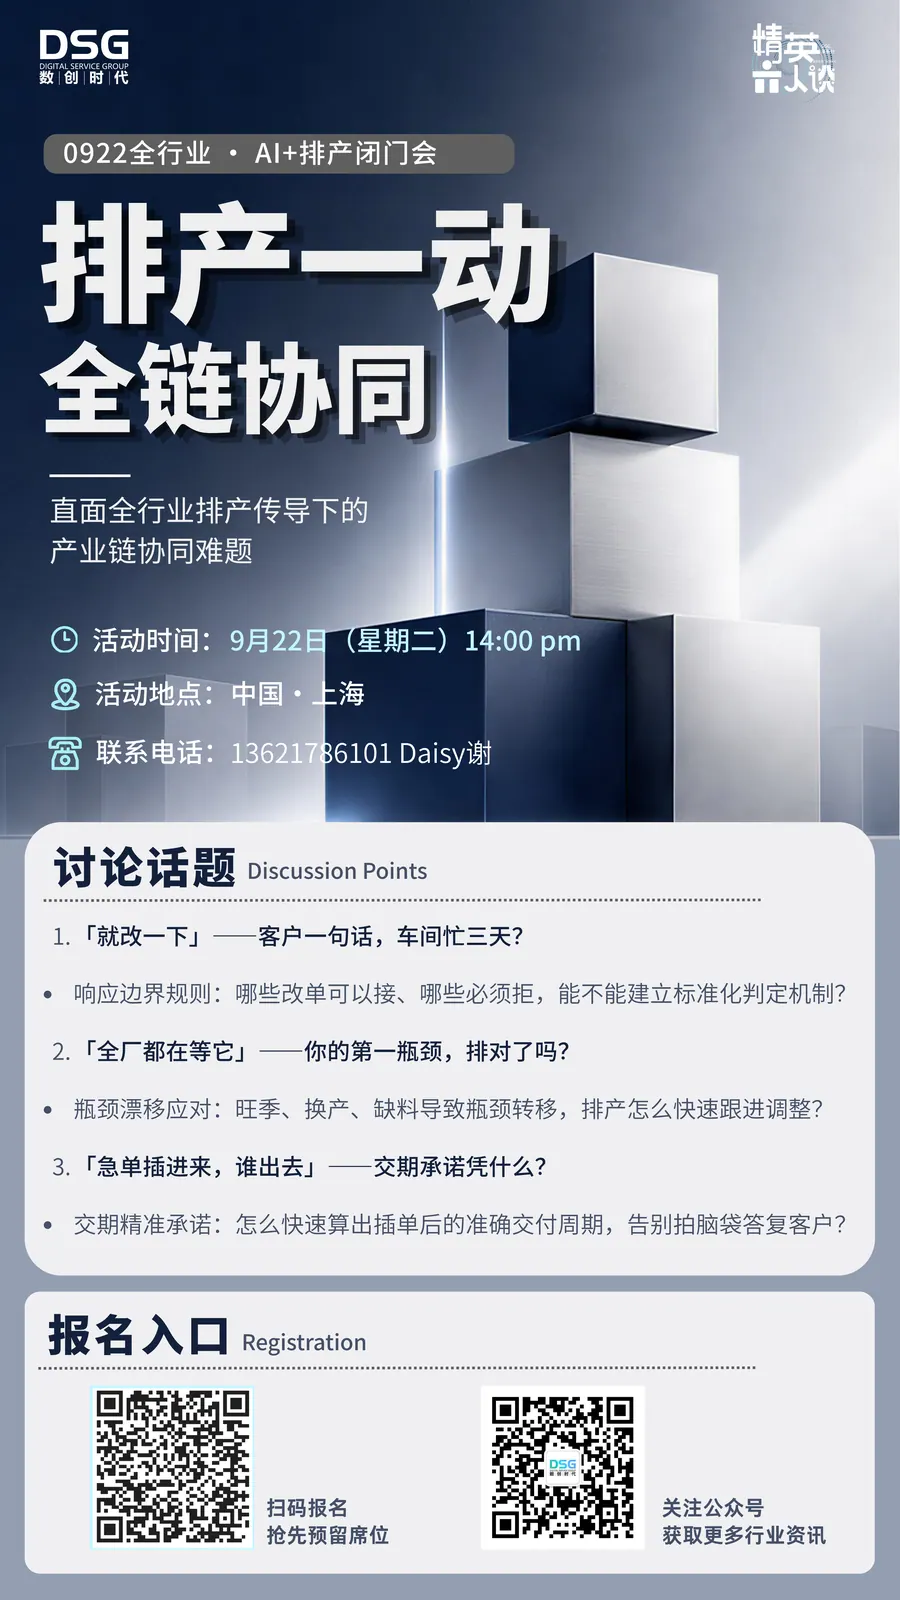 DSG
DIGITAL SERVICE GROUP
数|创|时|代
精英
人谈
0922全行业 · AI+排产闭门会
排产一动
全链协同
直面全行业排产传导下的
产业链协同难题
活动时间：9月22日（星期二）14:00 pm
活动地点：中国·上海
联系电话：13621786101 Daisy谢
讨论话题 Discussion Points
1.「就改一下」——客户一句话，车间忙三天？
• 响应边界规则：哪些改单可以接、哪些必须拒，能不能建立标准化判定机制？
2.「全厂都在等它」——你的第一瓶颈，排对了吗？
• 瓶颈漂移应对：旺季、换产、缺料导致瓶颈转移，排产怎么快速跟进调整？
3.「急单插进来，谁出去」——交期承诺凭什么？
• 交期精准承诺：怎么快速算出插单后的准确交付周期，告别拍脑袋答复客户？
报名入口 Registration
DSG
数创时代
扫码报名
抢先预留席位
关注公众号
获取更多行业资讯